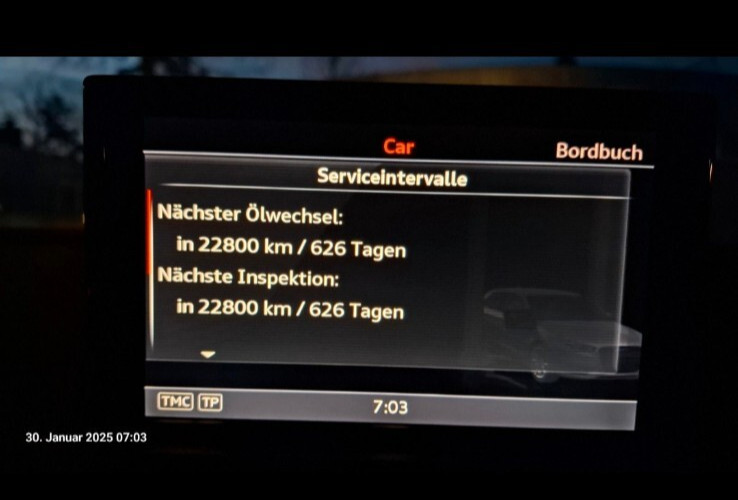 Car
Bordbuch
Serviceintervalle
Nächster Ölwechsel:
in 22800 km / 626 Tagen
Nächste Inspektion:
in 22800 km / 626 Tagen
TMC TP
7:03
30. Januar 2025 07:03